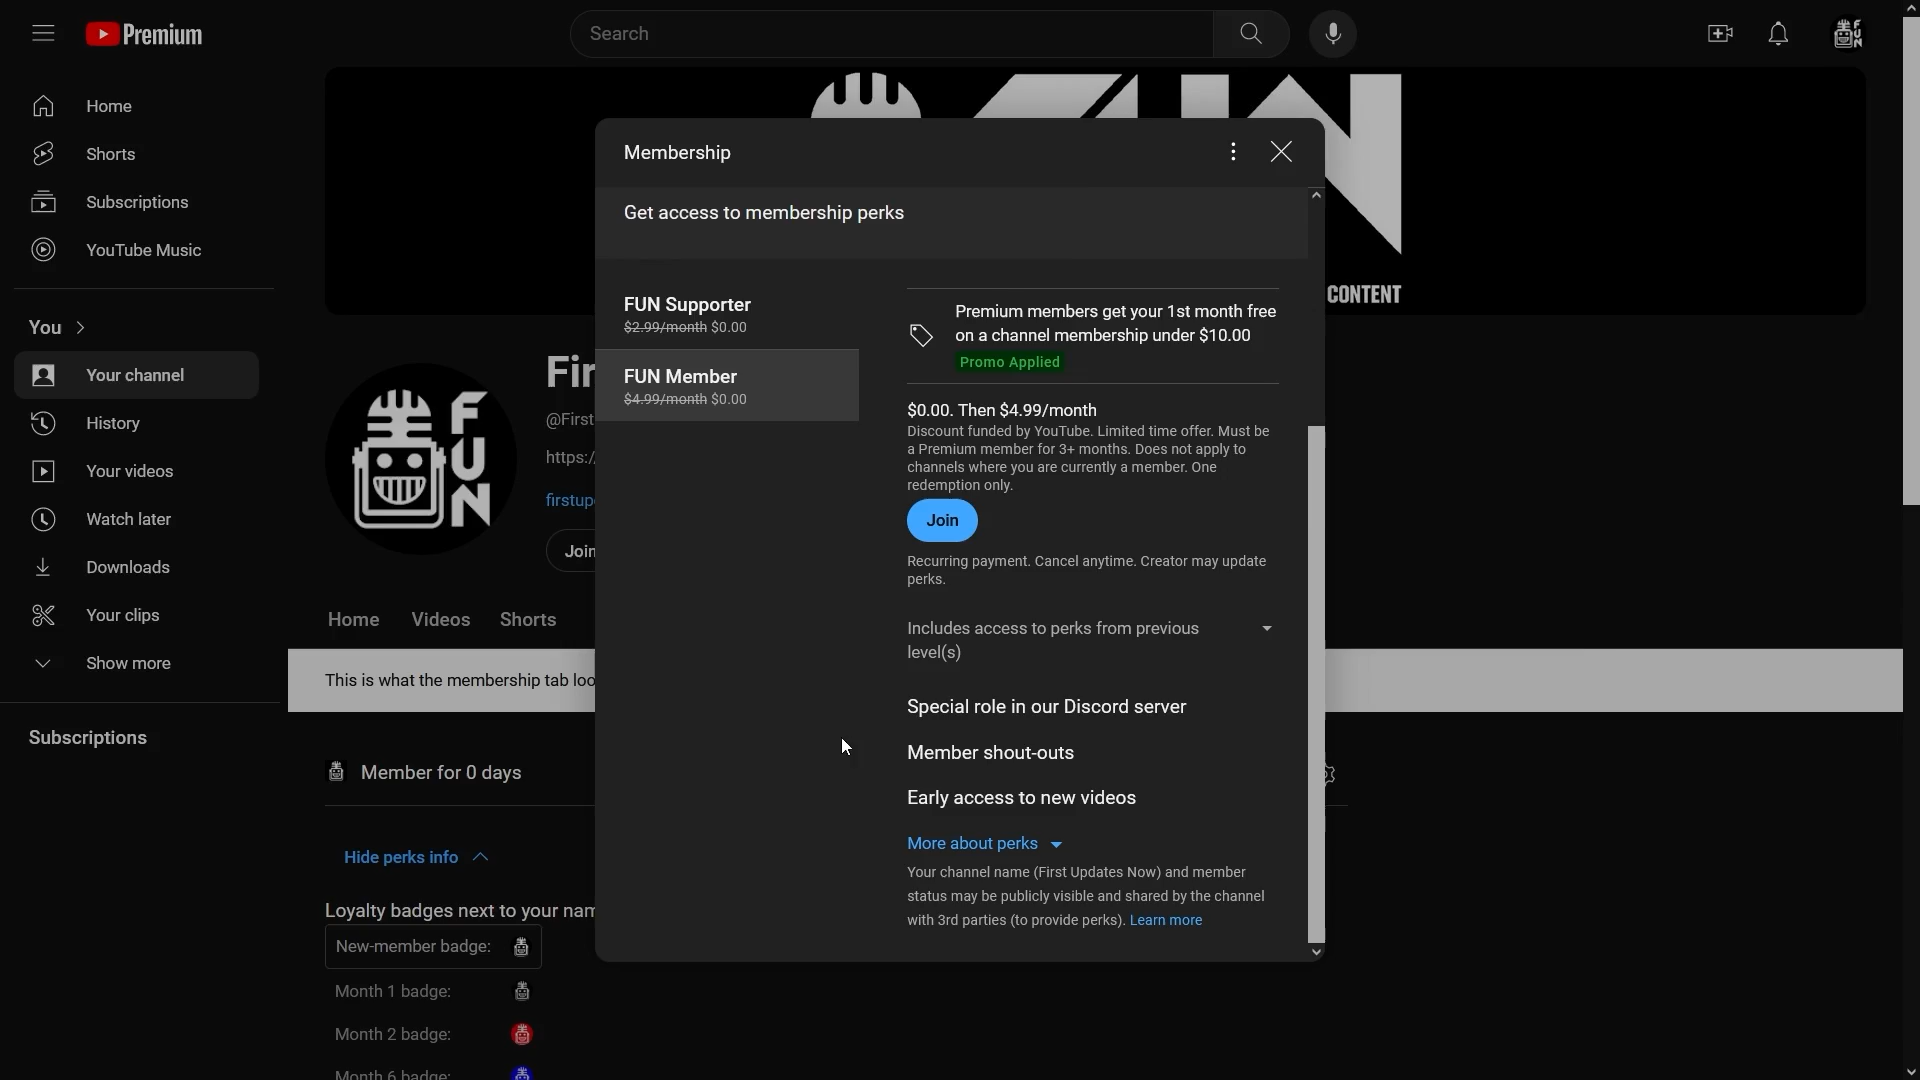 Premium
Search
FUN
Home
Shorts
Subscriptions
YouTube Music
You
Your channel
History
Your videos
Watch later
Downloads
Your clips
Show more
Subscriptions
CONTENT
FUN
@First
https:/
firstup
Join
Home Videos Shorts
This is what the membership tab loo
Member for 0 days
Hide perks info
Loyalty badges next to your nam
New-member badge:
Month 1 badge:
Month 2 badge:
Month 6 badge:
Membership
Get access to membership perks
FUN Supporter
$2.99/month $0.00
FUN Member
$4.99/month $0.00
Premium members get your 1st month free
on a channel membership under $10.00
Promo Applied
$0.00. Then $4.99/month
Discount funded by YouTube. Limited time offer. Must be
a Premium member for 3+ months. Does not apply to
channels where you are currently a member. One
redemption only.
Join
Recurring payment. Cancel anytime. Creator may update
perks.
Includes access to perks from previous
level(s)
Special role in our Discord server
Member shout-outs
Early access to new videos
More about perks
Your channel name (First Updates Now) and member
status may be publicly visible and shared by the channel
with 3rd parties (to provide perks). Learn more